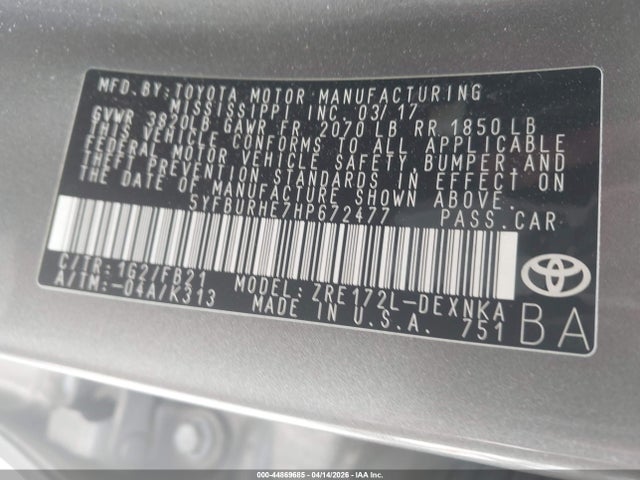 MFD.BY:TOYOTA MOTOR MANUFACTURING
MISSISSIPPI INC. 03/17
GVWR 3820LB GAWR FR 2070 LB RR 1850 LB
THIS VEHICLE CONFORMS TO ALL APPLICABLE
FEDERAL MOTOR VEHICLE SAFETY, BUMPER, AND
THEFT PREVENTION STANDARDS IN EFFECT ON
THE DATE OF MANUFACTURE SHOWN ABOVE.
5YFBURHE7HP672477 PASS.CAR
C/TR:1G2/FB21 MODEL: ZRE172L-DEXNKA
A/TM:-04A/K313 MADE IN U.S.A. 751
BA
000-44869685 - 04/14/2026 - IAA Inc.